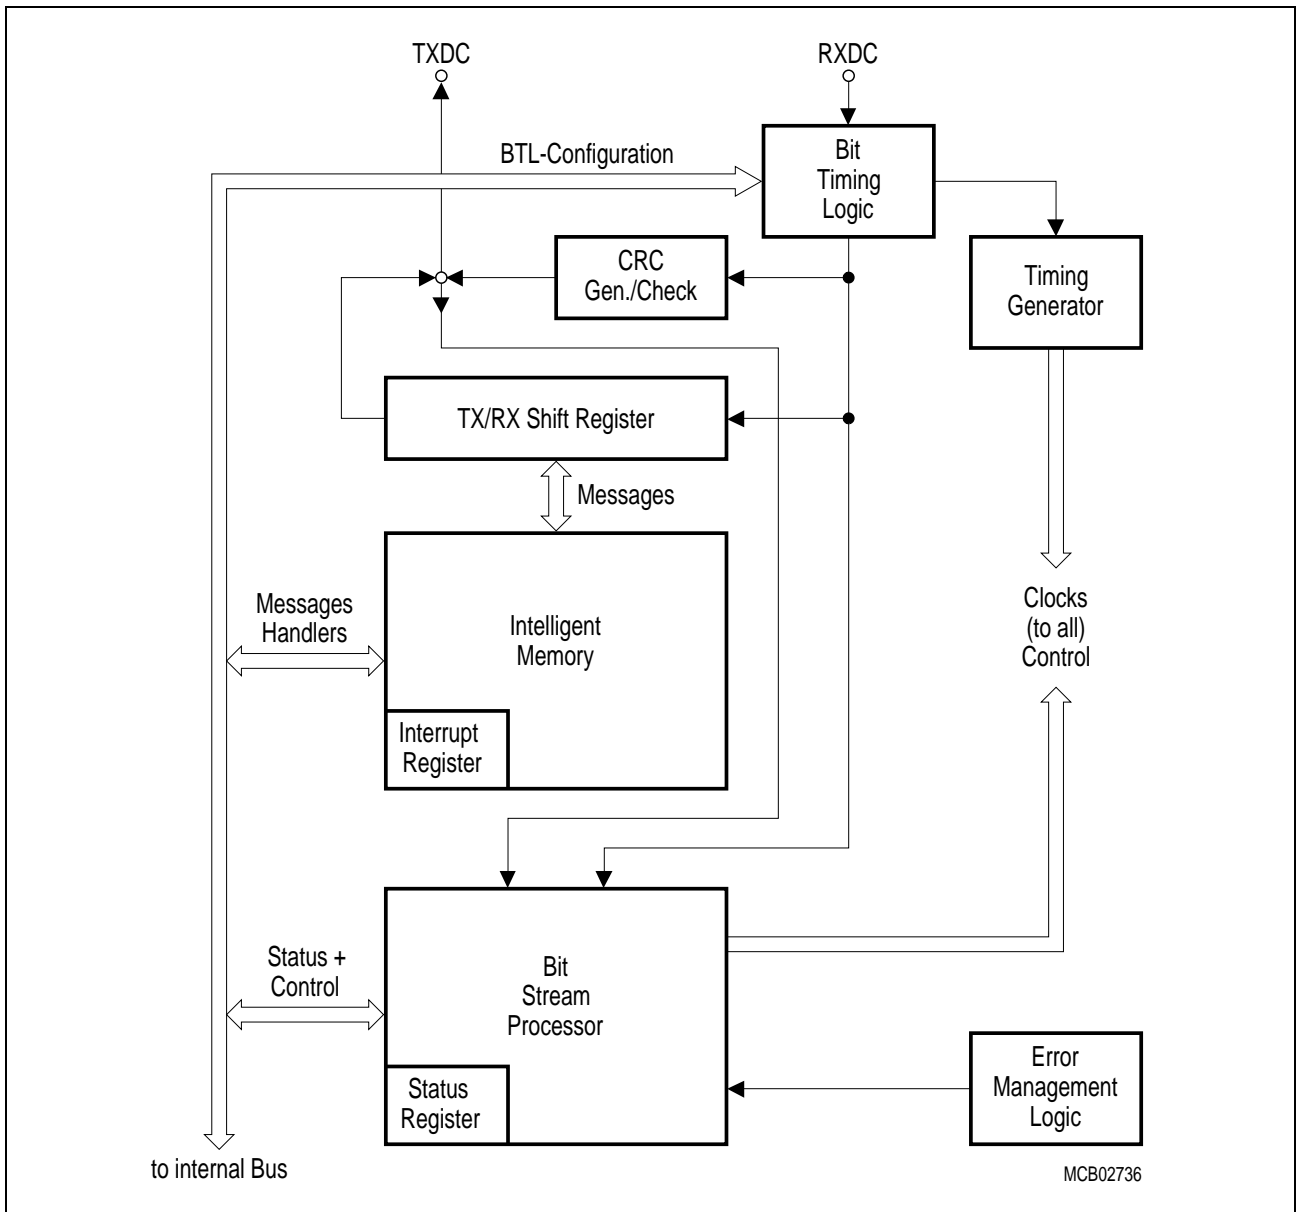 TXDC
RXDC
BTL-Configuration
Bit
Timing
Logic
CRC
Gen./Check
Timing
Generator
TX/RX Shift Register
Messages
Messages
Handlers
Intelligent
Memory
Clocks
(to all)
Control
Interrupt
Register
Status +
Control
Bit
Stream
Processor
Status
Register
Error
Management
Logic
to internal Bus
MCB02736